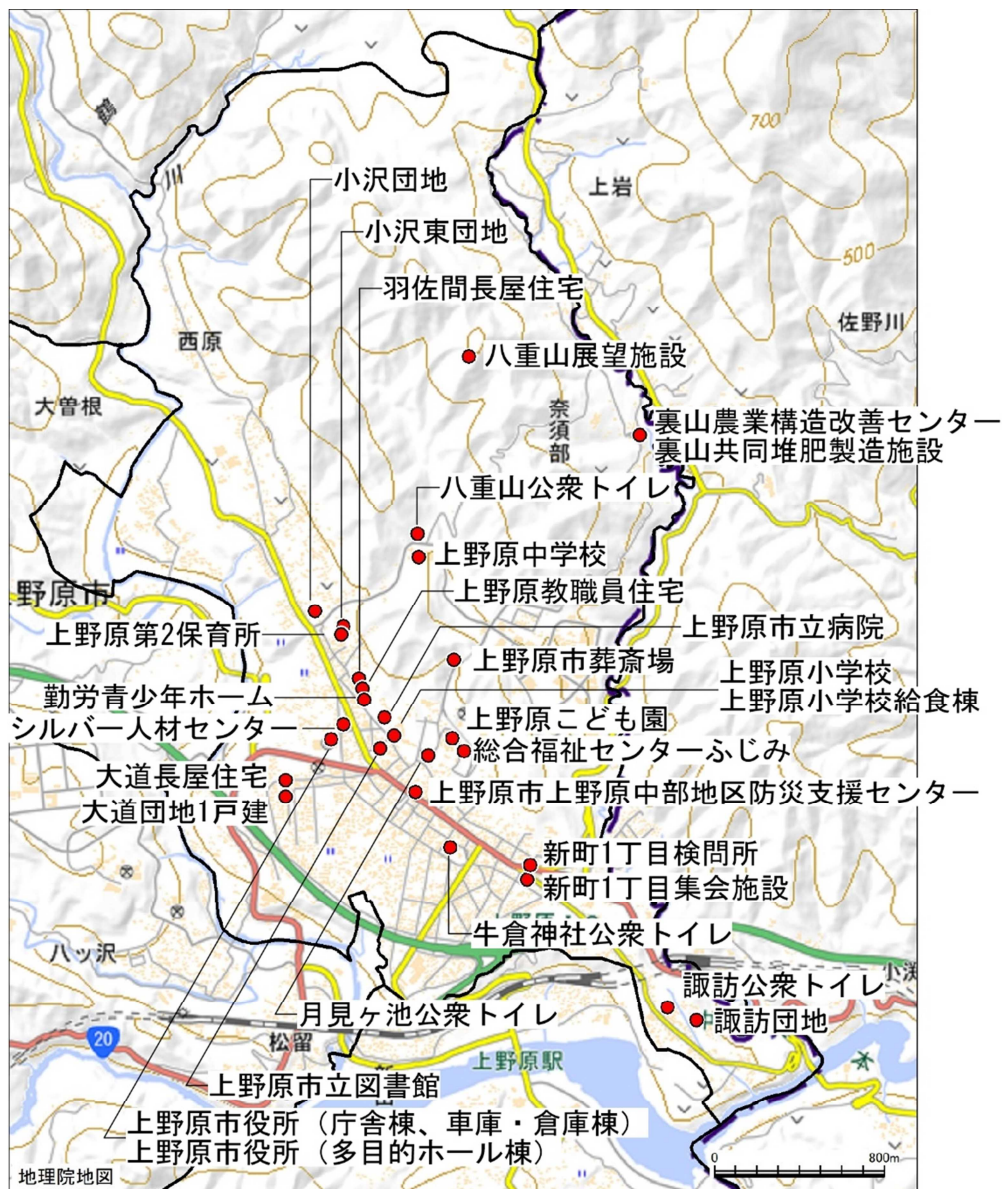 鶴
川
700
上岩
小沢団地
小沢東団地
500
羽佐間長屋住宅
佐野川
西原
八重山展望施設
大曽根
奈須部
裏山農業構造改善センター
裏山共同堆肥製造施設
八重山公衆トイレ
上野原中学校
上野原教職員住宅
野原市
上野原第2保育所
上野原市立病院
上野原市葬斎場
上野原小学校
上野原小学校給食棟
勤労青少年ホーム
シルバー人材センター
上野原こども園
総合福祉センターふじみ
大道長屋住宅
大道団地1戸建
上野原市上野原中部地区防災支援センター
新町1丁目検問所
新町1丁目集会施設
牛倉神社公衆トイレ
八ッ沢
諏訪公衆トイレ
諏訪団地
月見ヶ池公衆トイレ
20
松留
上野原駅
上野原市立図書館
上野原市役所（庁舎棟、車庫・倉庫棟）
上野原市役所（多目的ホール棟）
地理院地図
0 800m